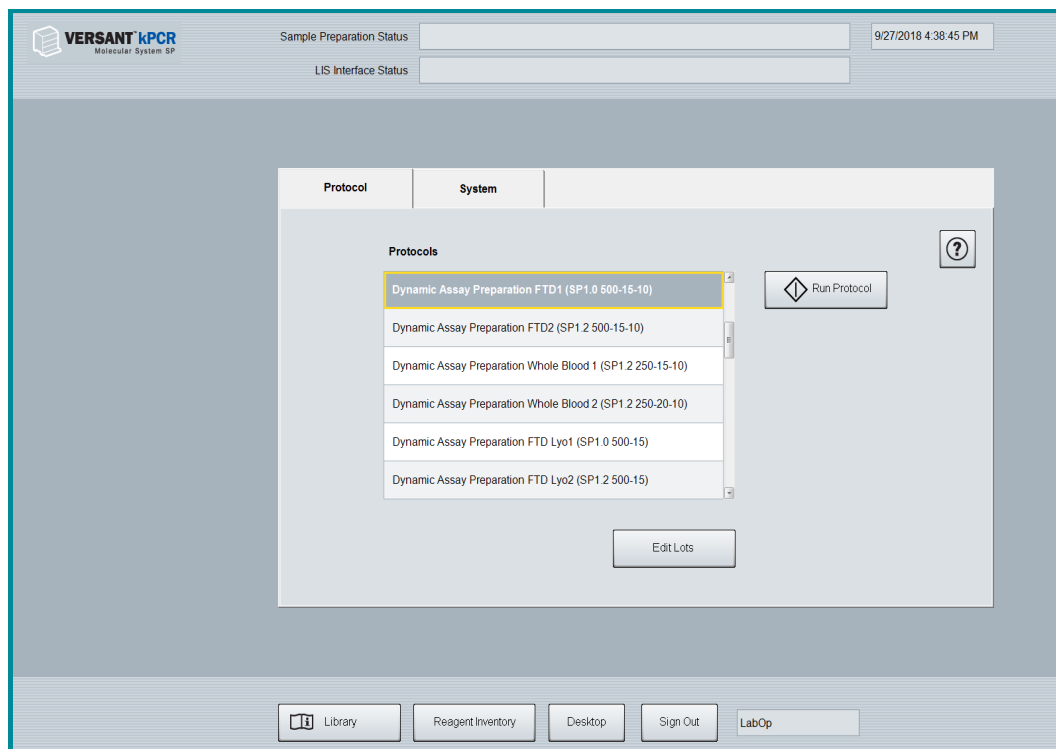 VERSANT™ kPCR
Molecular System SP
Sample Preparation Status
9/27/2018 4:38:45 PM
LIS Interface Status
Protocol
System
Protocols
?
Dynamic Assay Preparation FTD1 (SP1.0 500-15-10)
Run Protocol
Dynamic Assay Preparation FTD2 (SP1.2 500-15-10)
Dynamic Assay Preparation Whole Blood 1 (SP1.2 250-15-10)
Dynamic Assay Preparation Whole Blood 2 (SP1.2 250-20-10)
Dynamic Assay Preparation FTD Lyo1 (SP1.0 500-15)
Dynamic Assay Preparation FTD Lyo2 (SP1.2 500-15)
Edit Lots
Library
Reagent Inventory
Desktop
Sign Out
LabOp